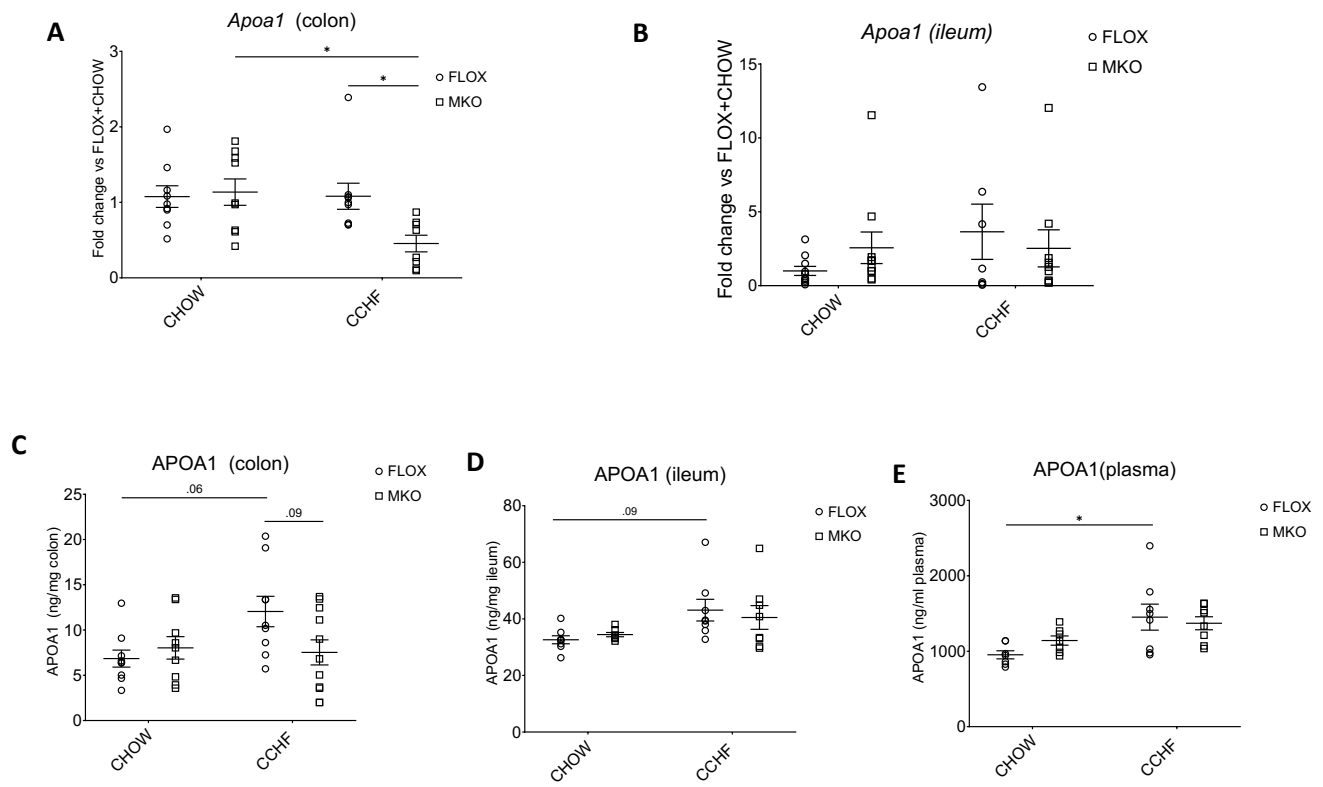 A
Apoa1 (colon)
Fold change vs FLOX+CHOW
3
2
1
0
*
*
FLOX
MKO
CHOW
CCHF
B
Apoa1 (ileum)
Fold change vs FLOX+CHOW
15
10
5
0
FLOX
MKO
CHOW
CCHF
C
APOA1 (colon)
APOA1 (ng/mg colon)
25
20
15
10
5
0
.06
.09
FLOX
MKO
CHOW
CCHF
D
APOA1 (ileum)
APOA1 (ng/mg ileum)
80
60
40
20
0
.09
FLOX
MKO
CHOW
CCHF
E
APOA1(plasma)
APOA1 (ng/ml plasma)
3000
2000
1000
0
*
FLOX
MKO
CHOW
CCHF